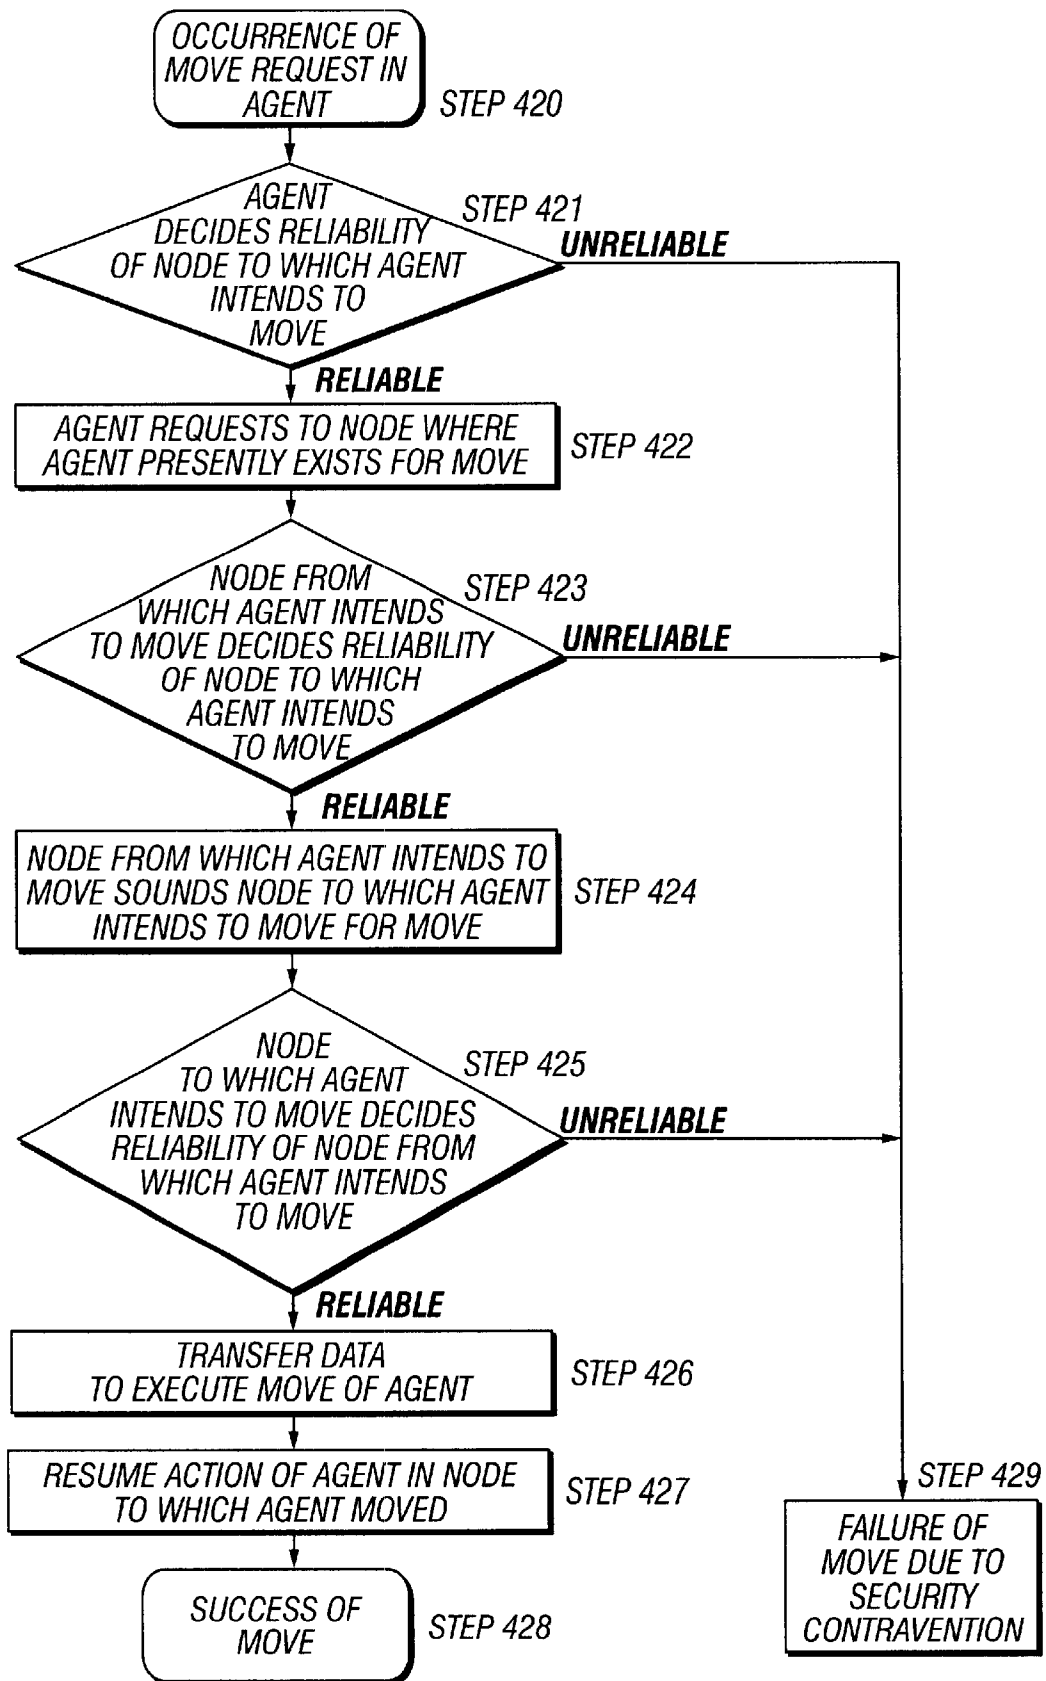 OCCURRENCE OF
MOVE REQUEST IN
AGENT
STEP 420
AGENT
DECIDES RELIABILITY
OF NODE TO WHICH AGENT
INTENDS TO
MOVE
STEP 421
UNRELIABLE
RELIABLE
AGENT REQUESTS TO NODE WHERE
AGENT PRESENTLY EXISTS FOR MOVE
STEP 422
NODE FROM
WHICH AGENT INTENDS
TO MOVE DECIDES RELIABILITY
OF NODE TO WHICH
AGENT INTENDS
TO MOVE
STEP 423
UNRELIABLE
RELIABLE
NODE FROM WHICH AGENT INTENDS TO
MOVE SOUNDS NODE TO WHICH AGENT
INTENDS TO MOVE FOR MOVE
STEP 424
NODE
TO WHICH AGENT
INTENDS TO MOVE DECIDES
RELIABILITY OF NODE FROM
WHICH AGENT INTENDS
TO MOVE
STEP 425
UNRELIABLE
RELIABLE
TRANSFER DATA
TO EXECUTE MOVE OF AGENT
STEP 426
RESUME ACTION OF AGENT IN NODE
TO WHICH AGENT MOVED
STEP 427
SUCCESS OF
MOVE
STEP 428
STEP 429
FAILURE OF
MOVE DUE TO
SECURITY
CONTRAVENTION